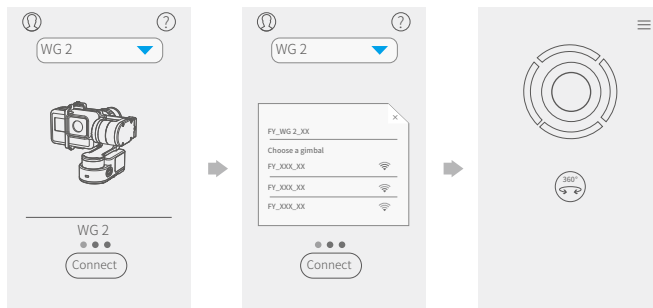 ?
WG 2
WG 2
Connect
?
WG 2
×
FY_WG 2_XX
Choose a gimbal
FY_XXX_XX
FY_XXX_XX
FY_XXX_XX
Connect
360°